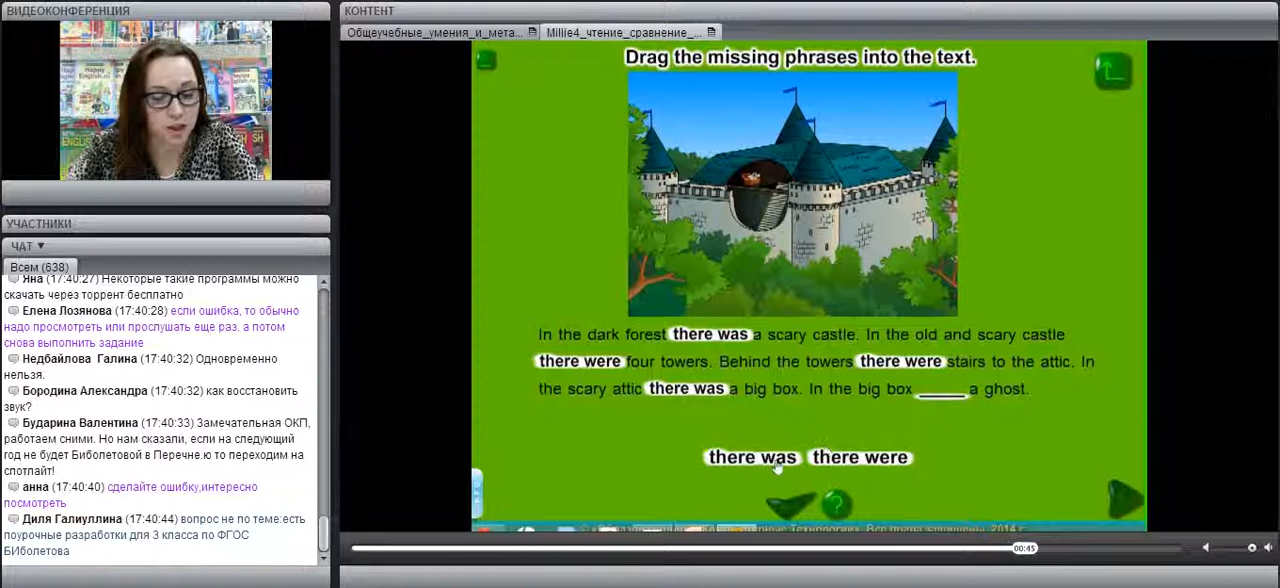 ВИДЕОКОНФЕРЕНЦИЯ
УЧАСТНИКИ
ЧАТ ▼
Всем (638)
Яна (17:40:27) Некоторые такие программы можно
скачать через торрент бесплатно
Елена Лозянова (17:40:28) если ошибка, то обычно
надо просмотреть или прослушать еще раз, а потом
снова выполнить задание
Недбайлова Галина (17:40:32) Одновременно
нельзя.
Бородина Александра (17:40:32) как восстановить
звук?
Бударина Валентина (17:40:33) Замечательная ОКП,
работаем сними. Но нам сказали, если на следующий
год не будет Биболетовой в Перечне.ю то переходим на
спотлайт!
анна (17:40:40) сделайте ошибку,интересно
посмотреть
Диля Галиуллина (17:40:44) вопрос не по теме:есть
поурочные разработки для 3 класса по ФГОС
БИболетова
КОНТЕНТ
Общеучебные_умения_и_мета...
Millie4_чтение_сравнение_...
Drag the missing phrases into the text.
In the dark forest there was a scary castle. In the old and scary castle
there were four towers. Behind the towers there were stairs to the attic. In
the scary attic there was a big box. In the big box _____ a ghost.
there was there were
?
00:45
Happy
English.ru
ENGLISH